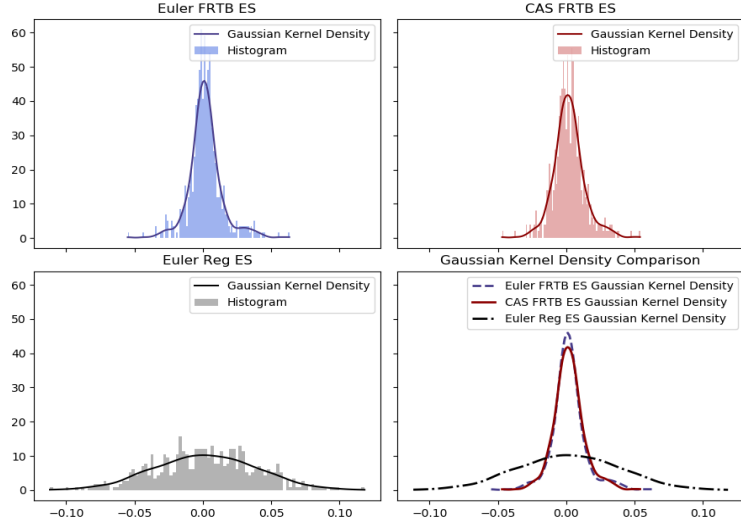 Euler FRTB ES
60
50
40
30
20
10
0
Gaussian Kernel Density
Histogram
CAS FRTB ES
Gaussian Kernel Density
Histogram
Euler Reg ES
60
50
40
30
20
10
0
−0.10
−0.05
0.00
0.05
0.10
Gaussian Kernel Density
Histogram
Gaussian Kernel Density Comparison
Euler FRTB ES Gaussian Kernel Density
CAS FRTB ES Gaussian Kernel Density
Euler Reg ES Gaussian Kernel Density
−0.10
−0.05
0.00
0.05
0.10